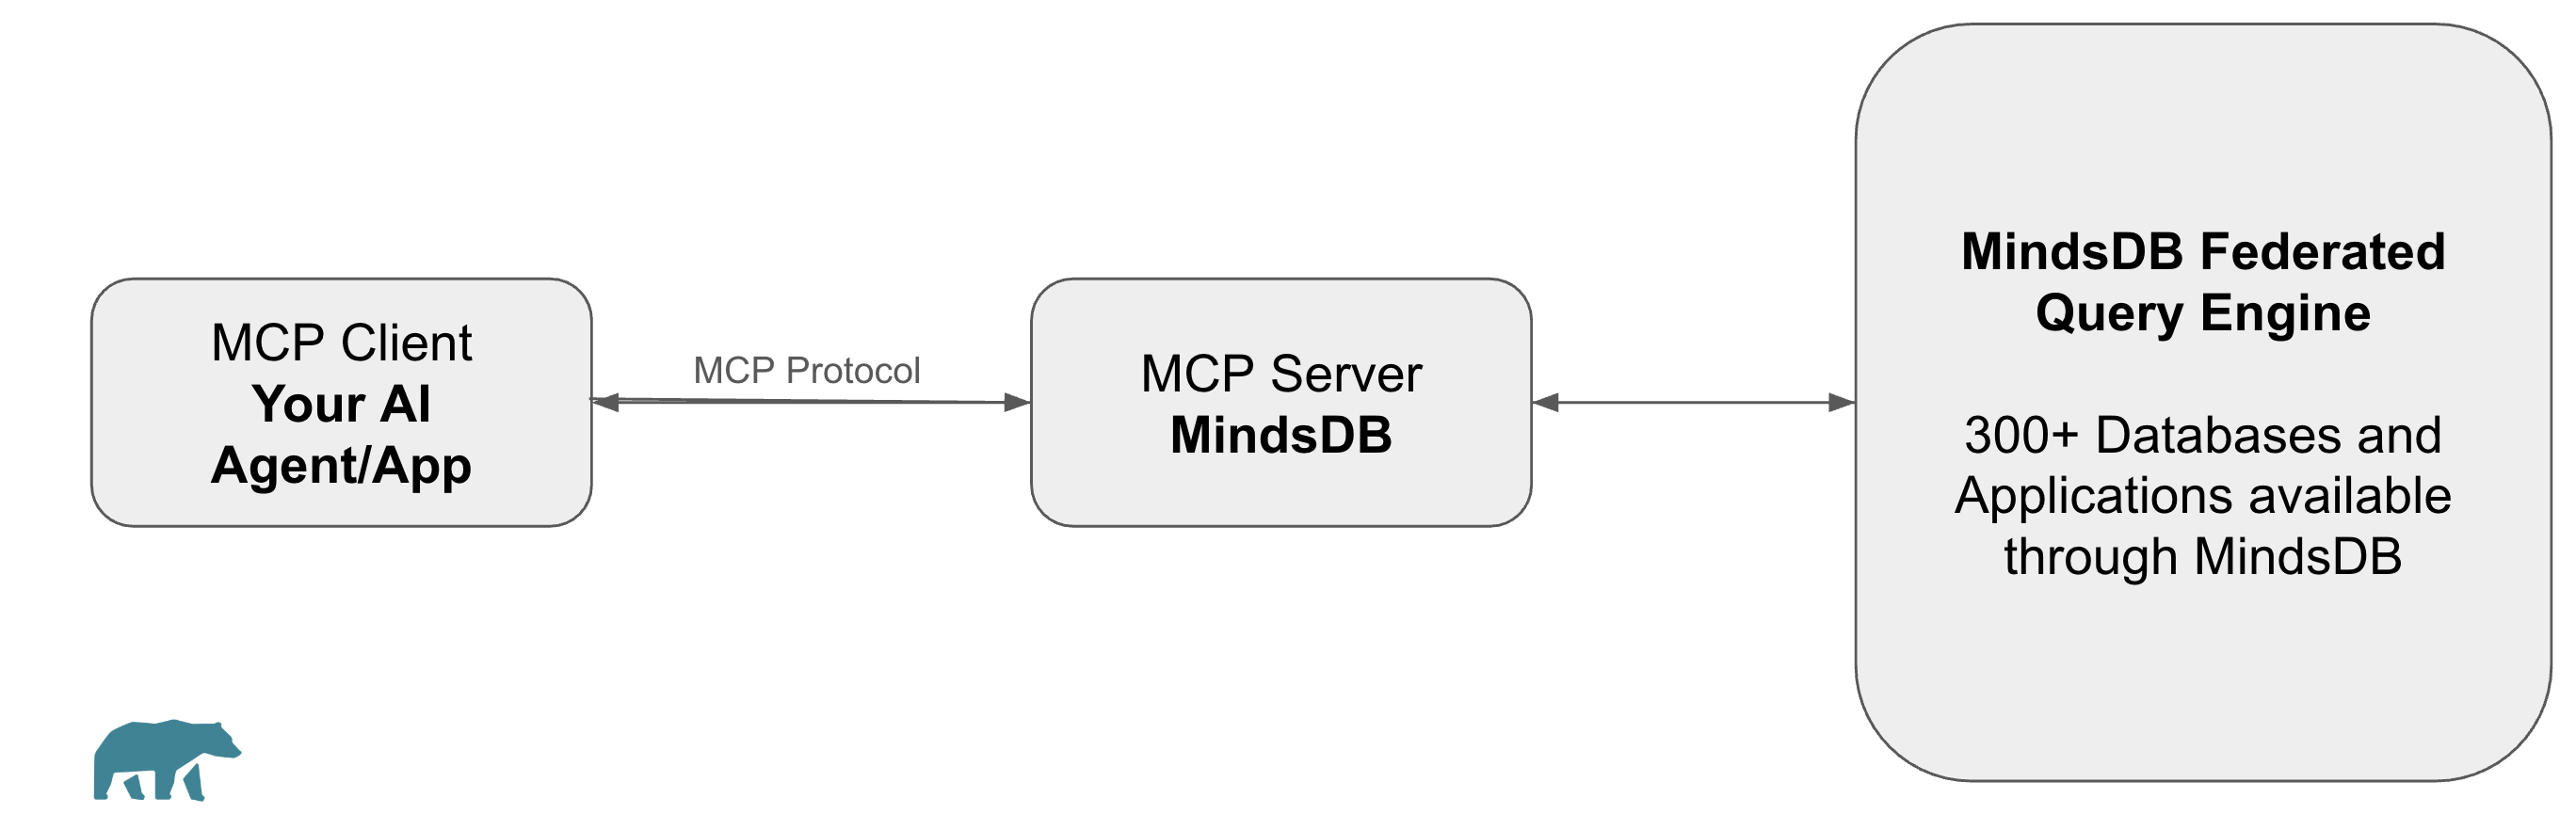 MCP Client
Your AI
Agent/App
MCP Protocol
MCP Server
MindsDB
MindsDB Federated
Query Engine
300+ Databases and
Applications available
through MindsDB